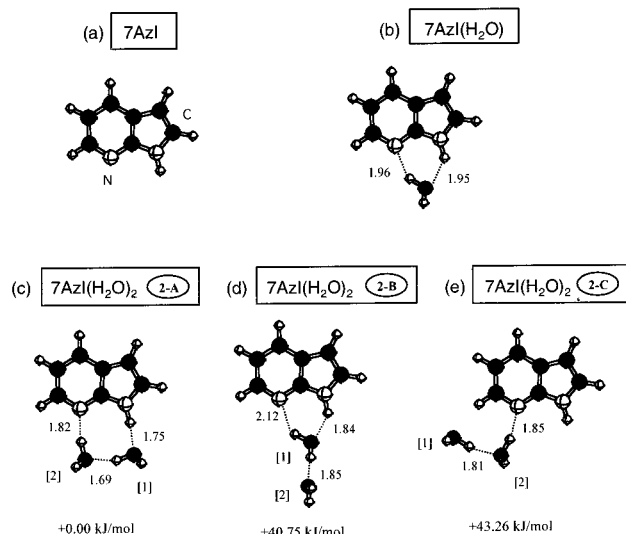 (a) 7AzI
(b) 7AzI(H₂O)
C
N
1.96 1.95
(c) 7AzI(H₂O)₂ 2-A
(d) 7AzI(H₂O)₂ 2-B
(e) 7AzI(H₂O)₂ 2-C
1.82 1.75
[2] 1.69 [1]
+0.00 kJ/mol
2.12 1.84
[1] 1.85
[2]
+40.75 kJ/mol
1.85
[1] 1.81
[2]
+43.26 kJ/mol